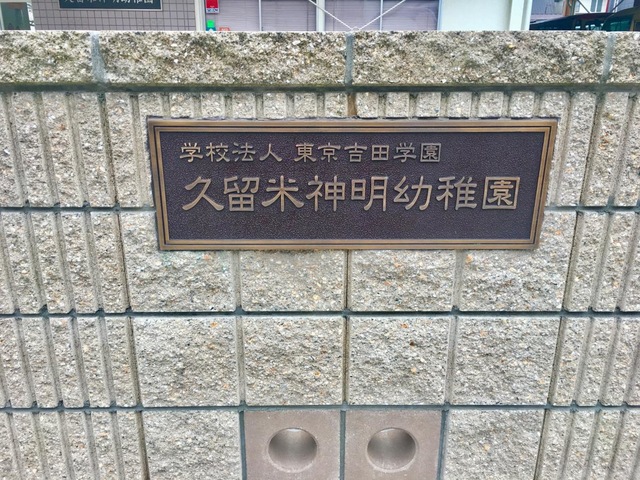 学校法人 東京吉田学園
久留米神明幼稚園